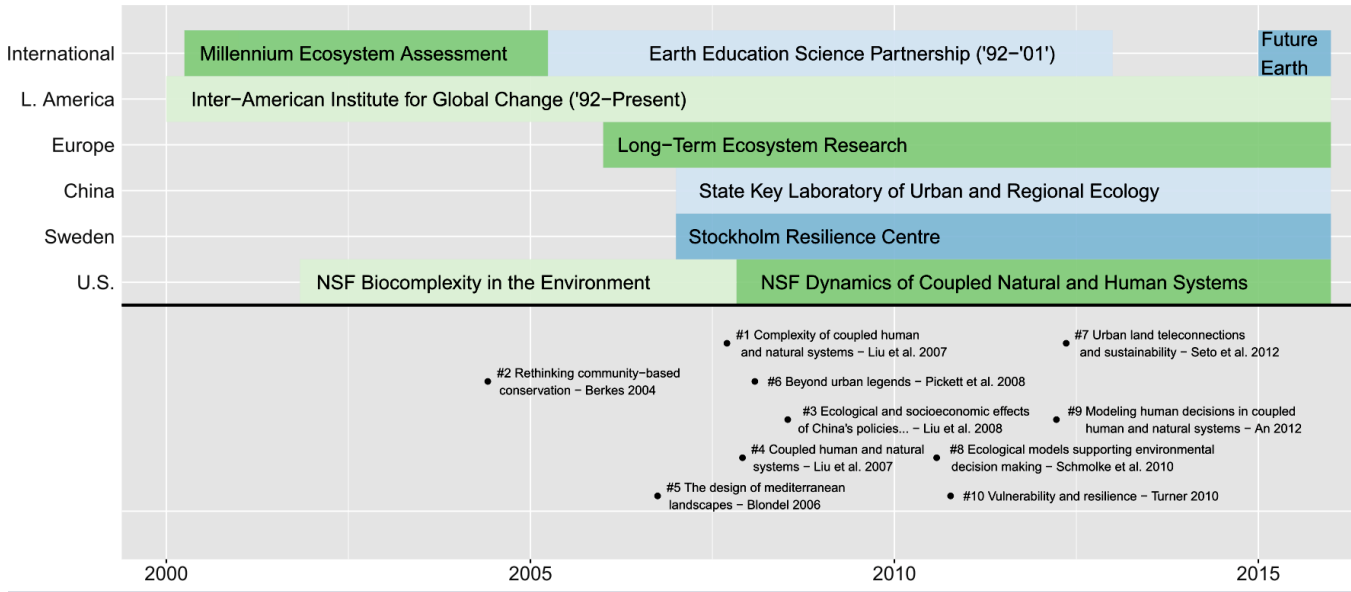 International
Millennium Ecosystem Assessment
Earth Education Science Partnership ('92−'01')
Future
Earth
L. America
Inter−American Institute for Global Change ('92−Present)
Europe
Long−Term Ecosystem Research
China
State Key Laboratory of Urban and Regional Ecology
Sweden
Stockholm Resilience Centre
U.S.
NSF Biocomplexity in the Environment
NSF Dynamics of Coupled Natural and Human Systems
#1 Complexity of coupled human
and natural systems − Liu et al. 2007
#7 Urban land teleconnections
and sustainability − Seto et al. 2012
#2 Rethinking community−based
conservation − Berkes 2004
#6 Beyond urban legends − Pickett et al. 2008
#3 Ecological and socioeconomic effects
of China's policies... − Liu et al. 2008
#9 Modeling human decisions in coupled
human and natural systems − An 2012
#4 Coupled human and natural
systems − Liu et al. 2007
#8 Ecological models supporting environmental
decision making − Schmolke et al. 2010
#5 The design of mediterranean
landscapes − Blondel 2006
#10 Vulnerability and resilience − Turner 2010
2000
2005
2010
2015